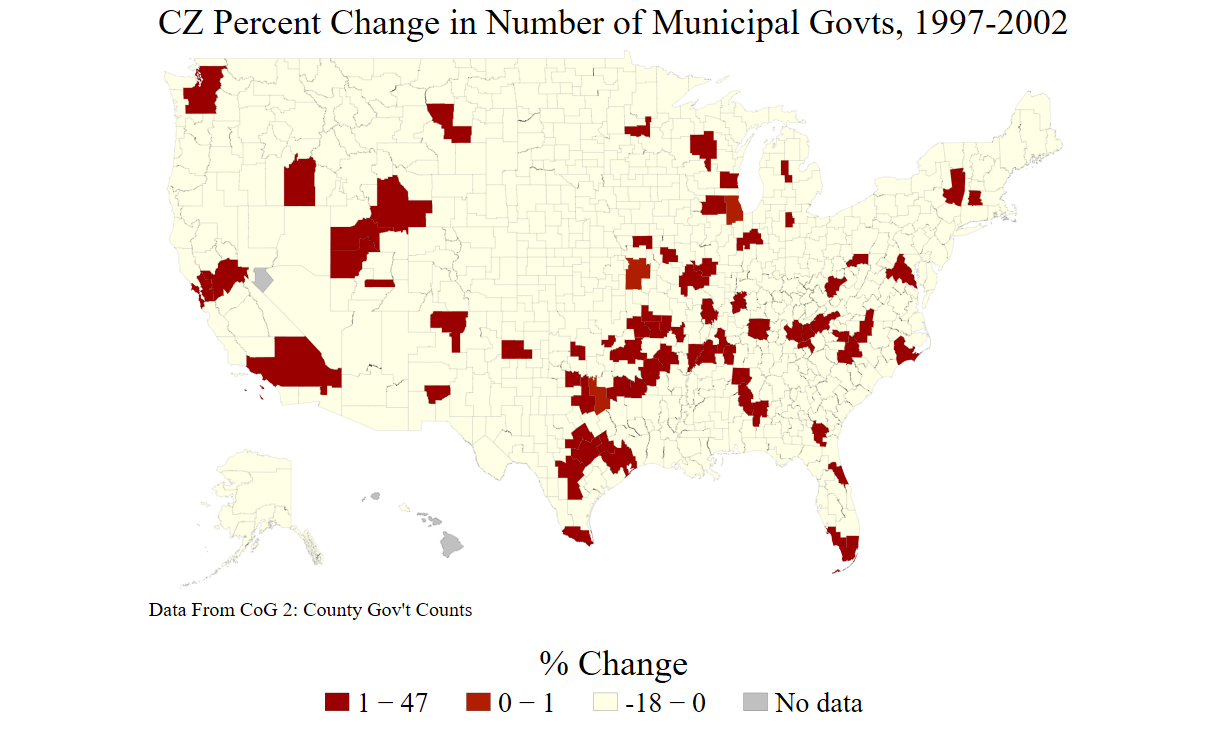 CZ Percent Change in Number of Municipal Govts, 1997-2002
Data From CoG 2: County Gov't Counts
% Change
1 − 47
0 − 1
-18 − 0
No data